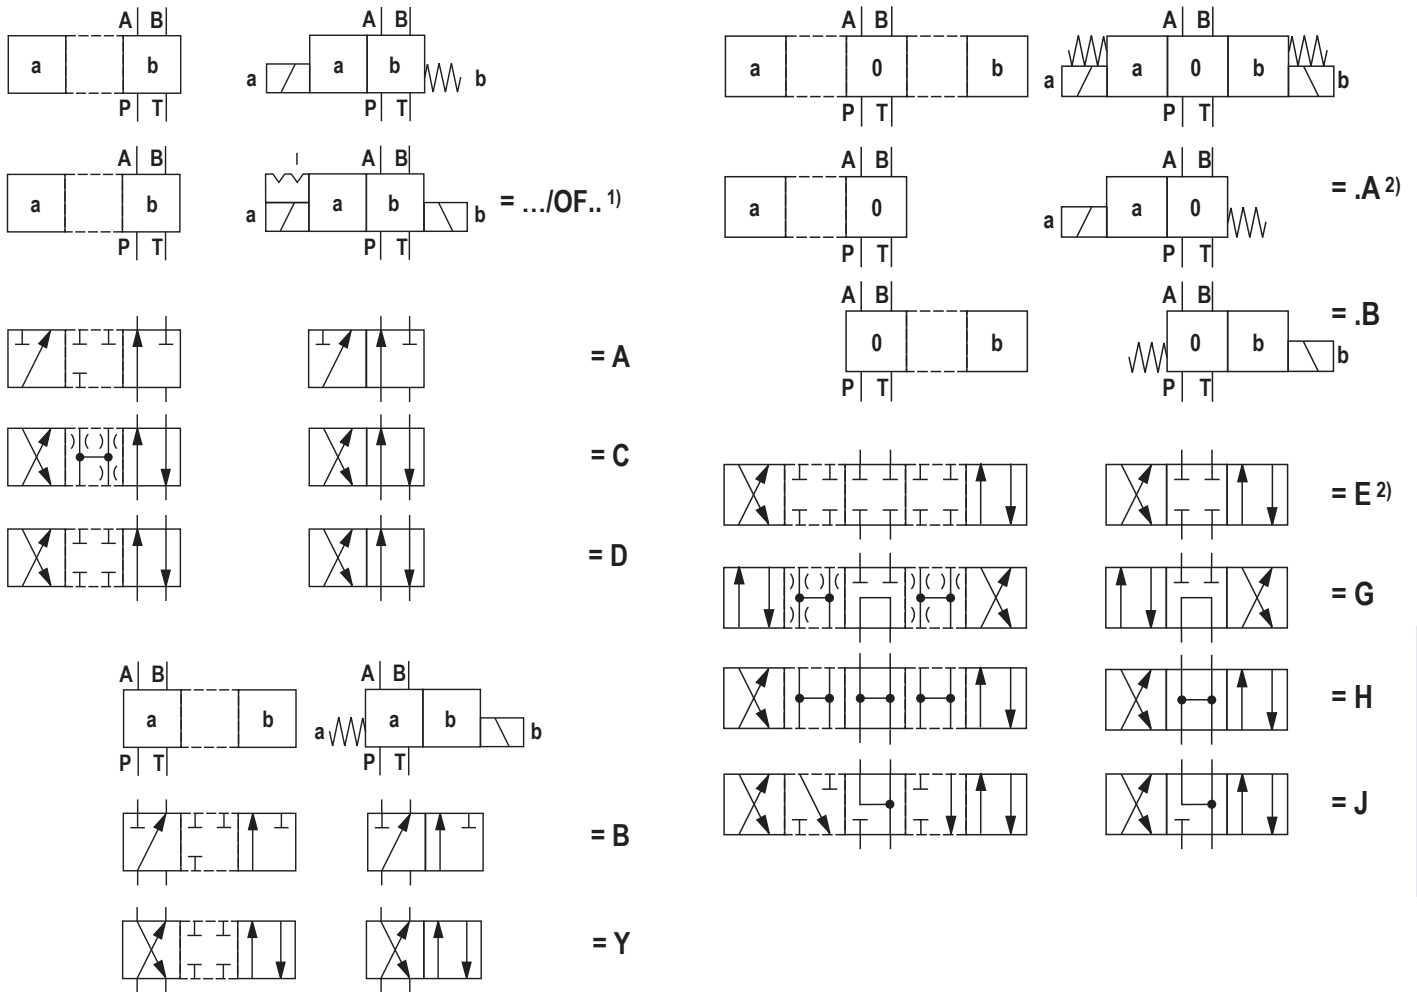 A B
a b
P T
A B
a a b b
P T
A B
a b
P T
A B
a a b b
P T
= …/OF.. 1)
= A
= C
= D
A B
a b
P T
A B
a a b b
P T
= B
= Y
A B
a 0 b
P T
A B
a a 0 b b
P T
A B
a 0
P T
A B
a a 0
P T
= .A 2)
A B
0 b
P T
A B
0 b b
P T
= .B
= E 2)
= G
= H
= J